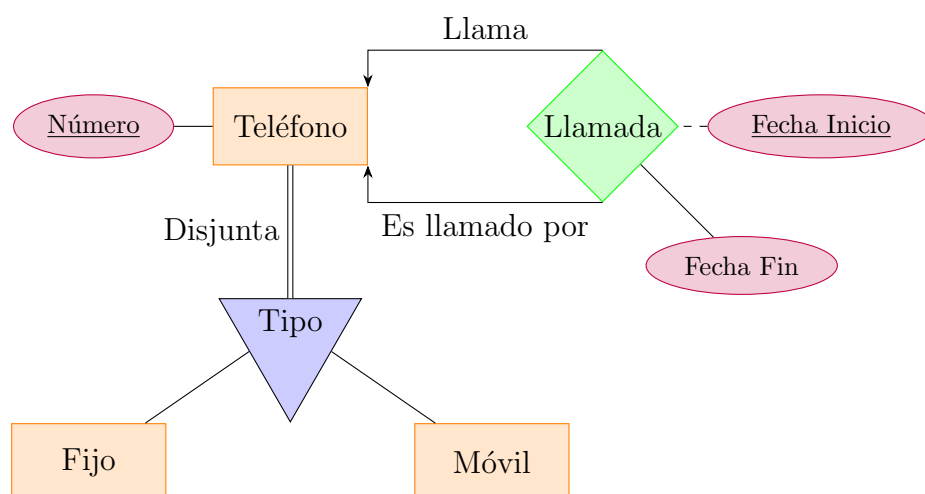 Llama
Número
Teléfono
Llamada
Fecha Inicio
Disjunta
Es llamado por
Fecha Fin
Tipo
Fijo
Móvil